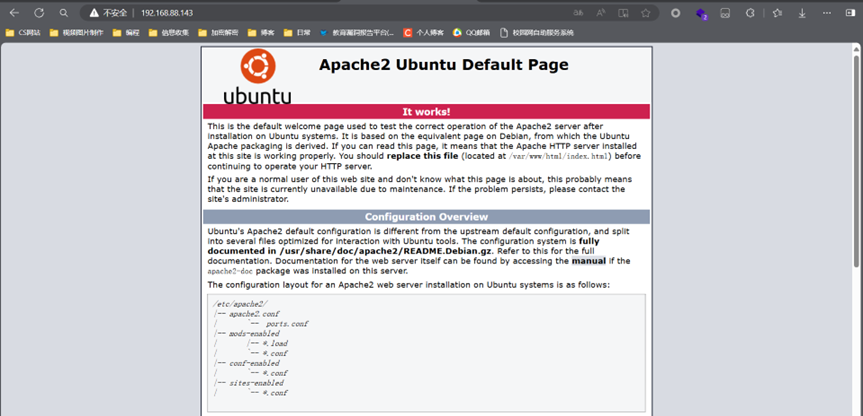 不安全 | 192.168.88.143
CS网站 视频图片制作 编程 信息收集 加密解密 博客 日常 教育漏洞报告平台(... 个人博客 QQ邮箱 校园网自助服务系统
ubuntu
Apache2 Ubuntu Default Page
It works!
This is the default welcome page used to test the correct operation of the Apache2 server after
installation on Ubuntu systems. It is based on the equivalent page on Debian, from which the Ubuntu
Apache packaging is derived. If you can read this page, it means that the Apache HTTP server installed
at this site is working properly. You should replace this file (located at /var/www/html/index.html) before
continuing to operate your HTTP server.
If you are a normal user of this web site and don't know what this page is about, this probably means
that the site is currently unavailable due to maintenance. If the problem persists, please contact the
site's administrator.
Configuration Overview
Ubuntu's Apache2 default configuration is different from the upstream default configuration, and split
into several files optimized for interaction with Ubuntu tools. The configuration system is fully
documented in /usr/share/doc/apache2/README.Debian.gz. Refer to this for the full
documentation. Documentation for the web server itself can be found by accessing the manual if the
apache2-doc package was installed on this server.
The configuration layout for an Apache2 web server installation on Ubuntu systems is as follows:
/etc/apache2/
|-- apache2.conf
| `-- ports.conf
|-- mods-enabled
| |-- *.load
| `-- *.conf
|-- conf-enabled
| `-- *.conf
|-- sites-enabled
| `-- *.conf